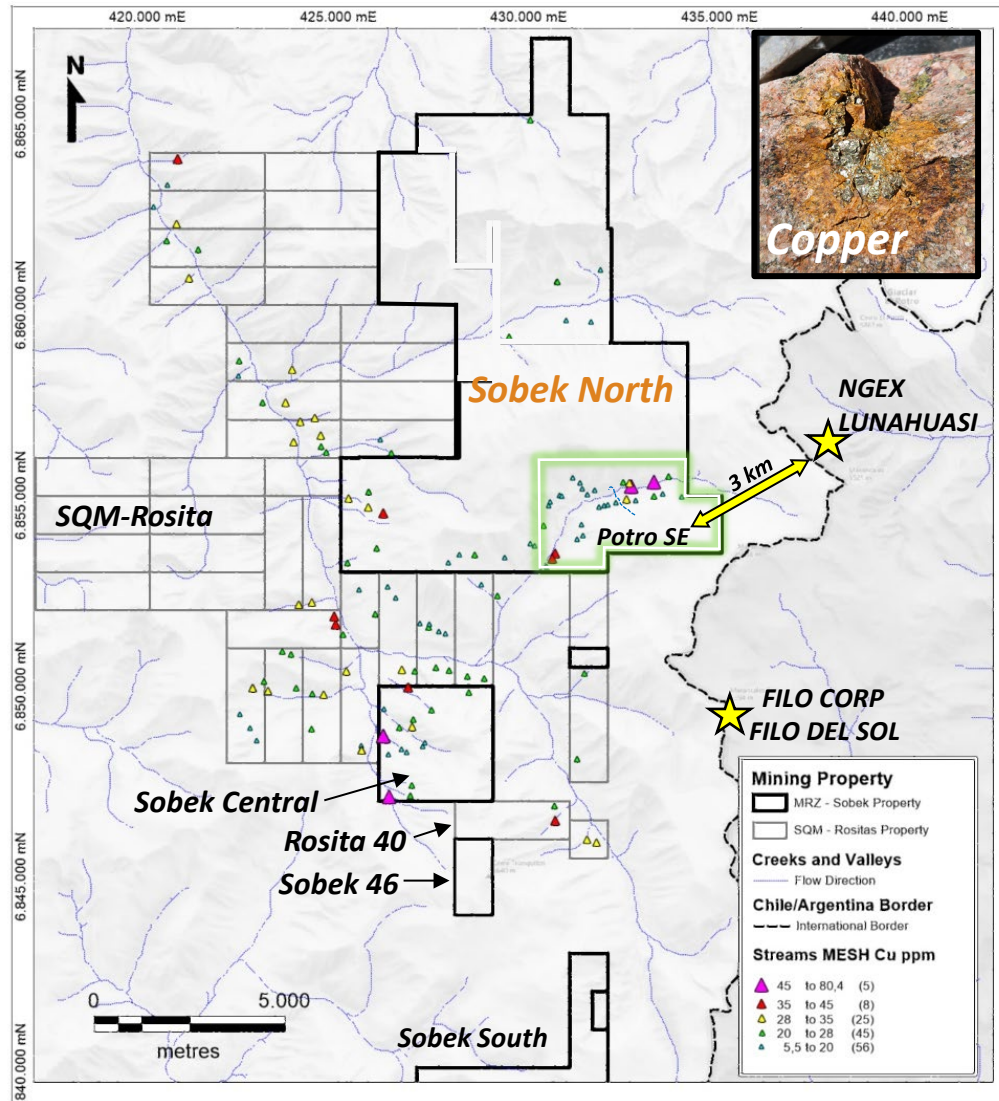 420.000 mE
425.000 mE
430.000 mE
435.000 mE
440.000 mE
6.865.000 mN
6.860.000 mN
6.855.000 mN
6.850.000 mN
6.845.000 mN
840.000 mN
N
Copper
Sobek North
NGEX
LUNAHUASI
3 km
SQM-Rosita
Potro SE
FILO CORP
FILO DEL SOL
Sobek Central
Rosita 40
Sobek 46
Sobek South
0 5.000
metres
Mining Property
MRZ - Sobek Property
SQM - Rositas Property
Creeks and Valleys
Flow Direction
Chile/Argentina Border
International Border
Streams MESH Cu ppm
45 to 80,4 (5)
35 to 45 (8)
28 to 35 (25)
20 to 28 (45)
5,5 to 20 (56)